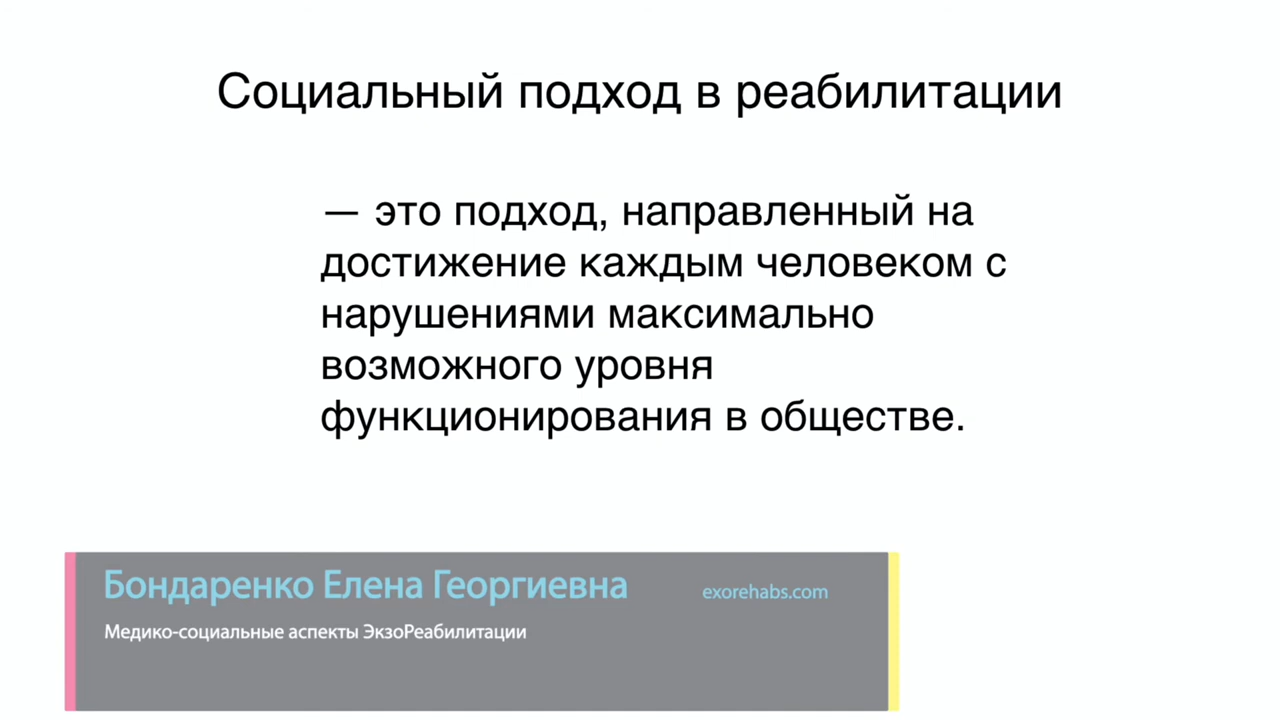 Социальный подход в реабилитации
— это подход, направленный на
достижение каждым человеком с
нарушениями максимально
возможного уровня
функционирования в обществе.
Бондаренко Елена Георгиевна
exorehabs.com
Медико-социальные аспекты ЭкзоРеабилитации